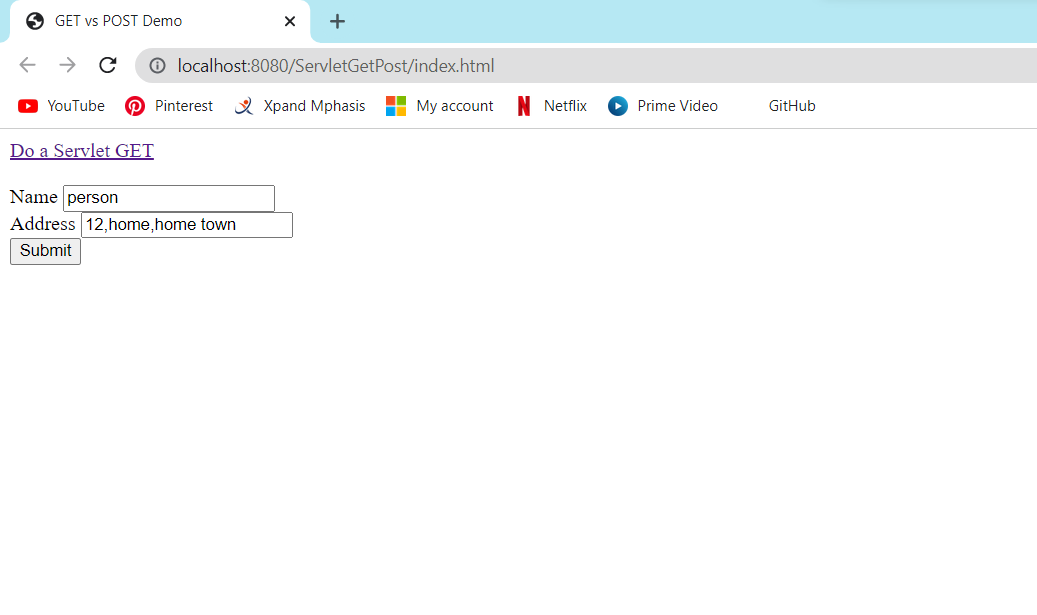 GET vs POST Demo
localhost:8080/ServletGetPost/index.html
YouTube Pinterest Xpand Mphasis My account Netflix Prime Video GitHub
Do a Servlet GET
Name person
Address 12,home,home town
Submit